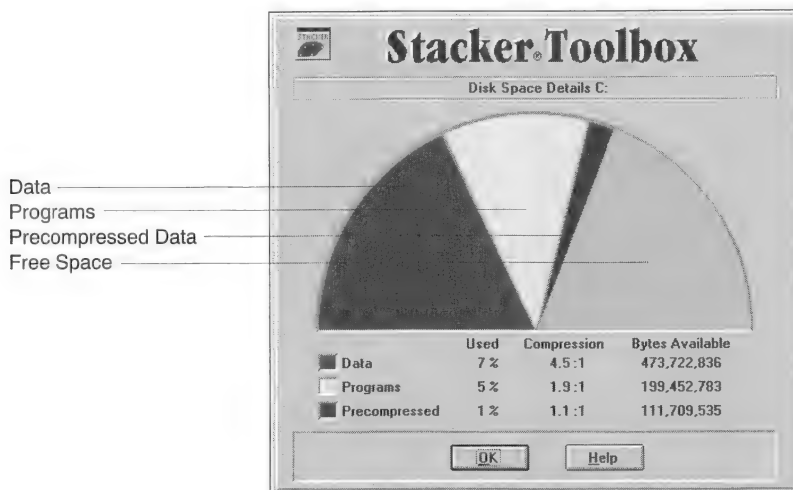 STACKER
Stacker® Toolbox
Disk Space Details C:
Data
Programs
Precompressed Data
Free Space
Used Compression Bytes Available
Data 7% 4.5:1 473,722,836
Programs 5% 1.9:1 199,452,783
Precompressed 1% 1.1:1 111,709,535
OK Help